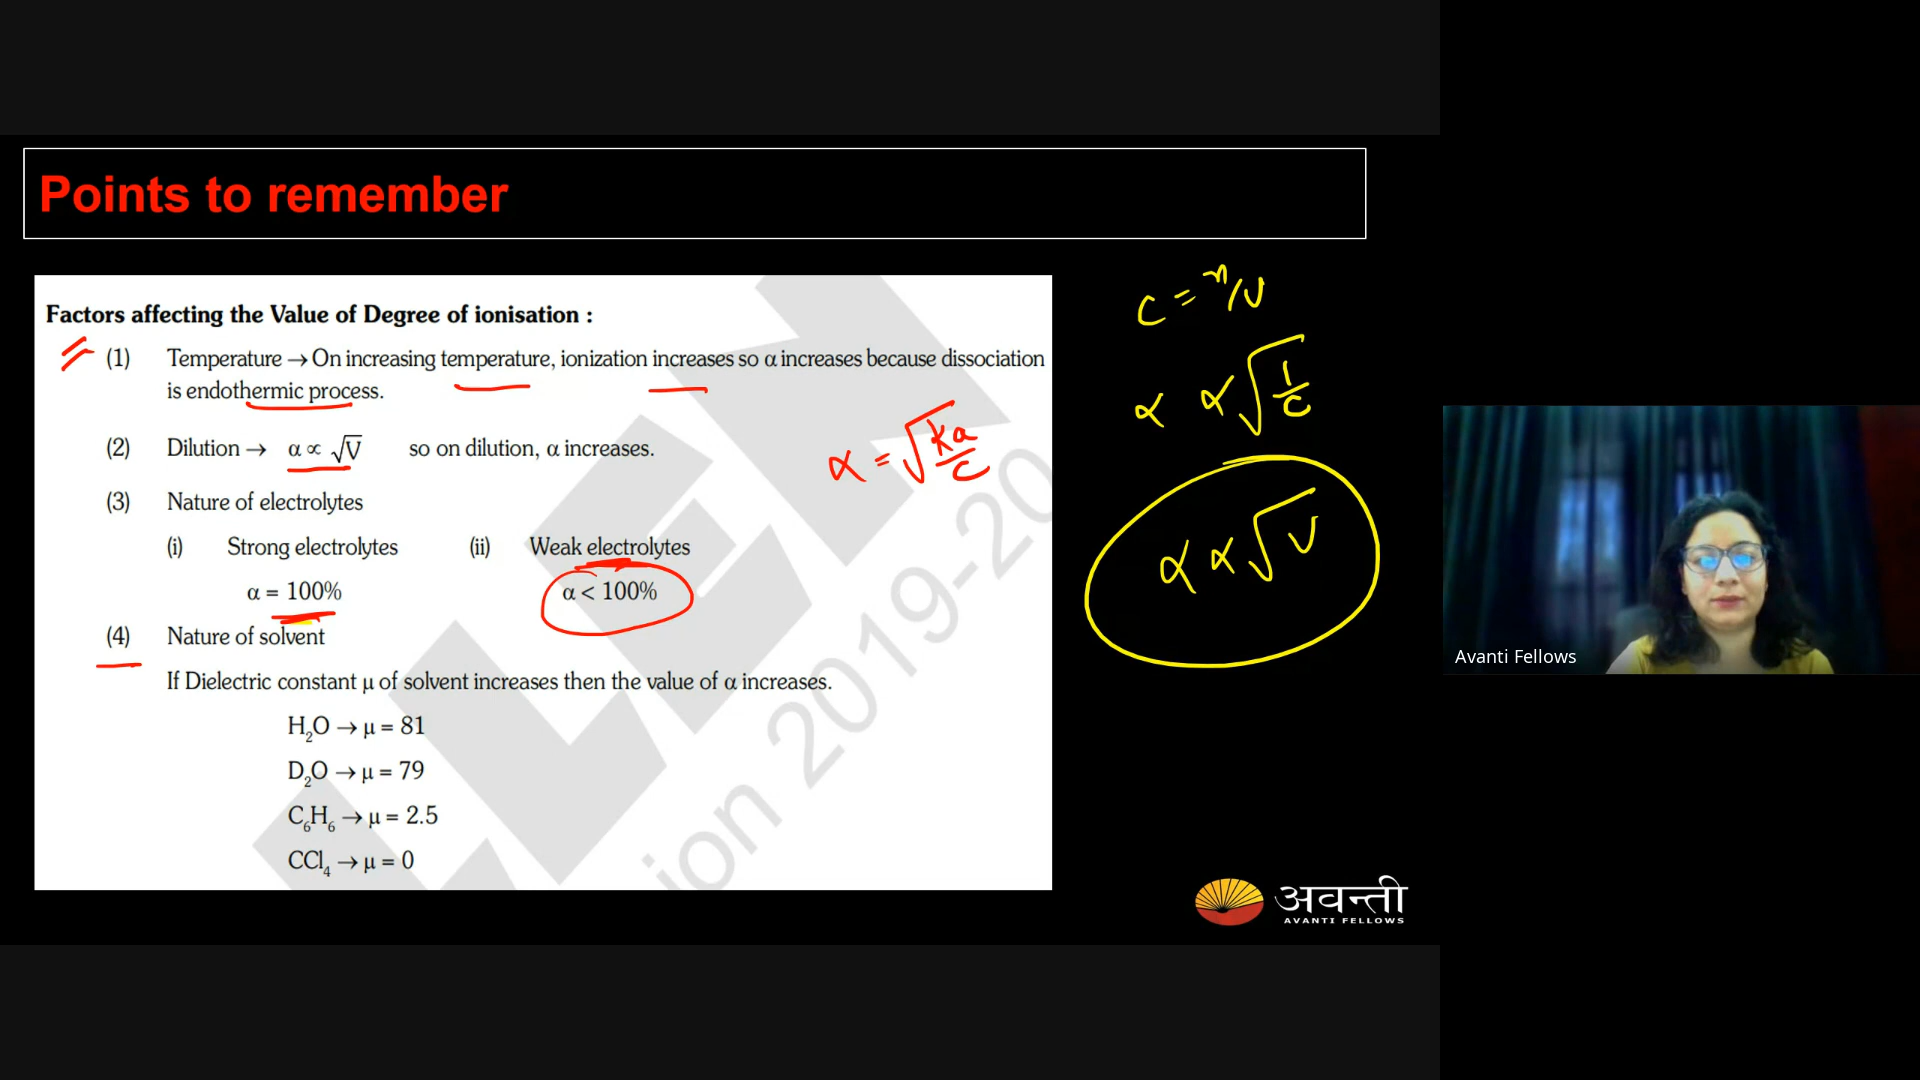 Points to remember
Factors affecting the Value of Degree of ionisation :
(1) Temperature → On increasing temperature, ionization increases so α increases because dissociation
is endothermic process.
(2) Dilution → α ∝ √V so on dilution, α increases.
(3) Nature of electrolytes
(i) Strong electrolytes (ii) Weak electrolytes
α = 100% α < 100%
(4) Nature of solvent
If Dielectric constant μ of solvent increases then the value of α increases.
H₂O → μ = 81
D₂O → μ = 79
C₆H₆ → μ = 2.5
CCl₄ → μ = 0
α = √Ka/C
C = n/V
α ∝ √1/C
α ∝ √V
ion 2019-20
Avanti Fellows
अवन्ती
AVANTI FELLOWS